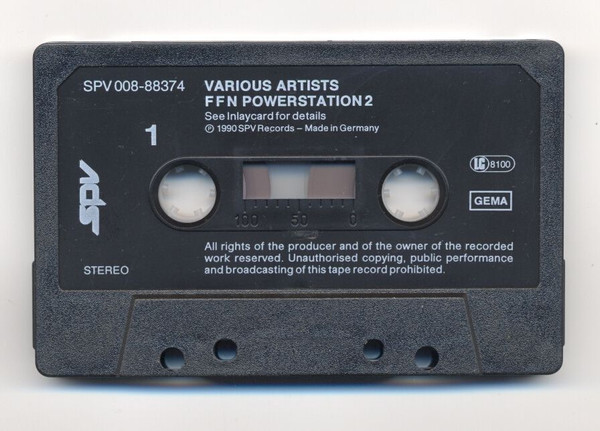 SPV 008-88374
VARIOUS ARTISTS
FFN POWERSTATION 2
See Inlaycard for details
℗ 1990 SPV Records – Made in Germany
1
LC 8100
spv
GEMA
100 50 0
All rights of the producer and of the owner of the recorded
work reserved. Unauthorised copying, public performance
and broadcasting of this tape record prohibited.
STEREO